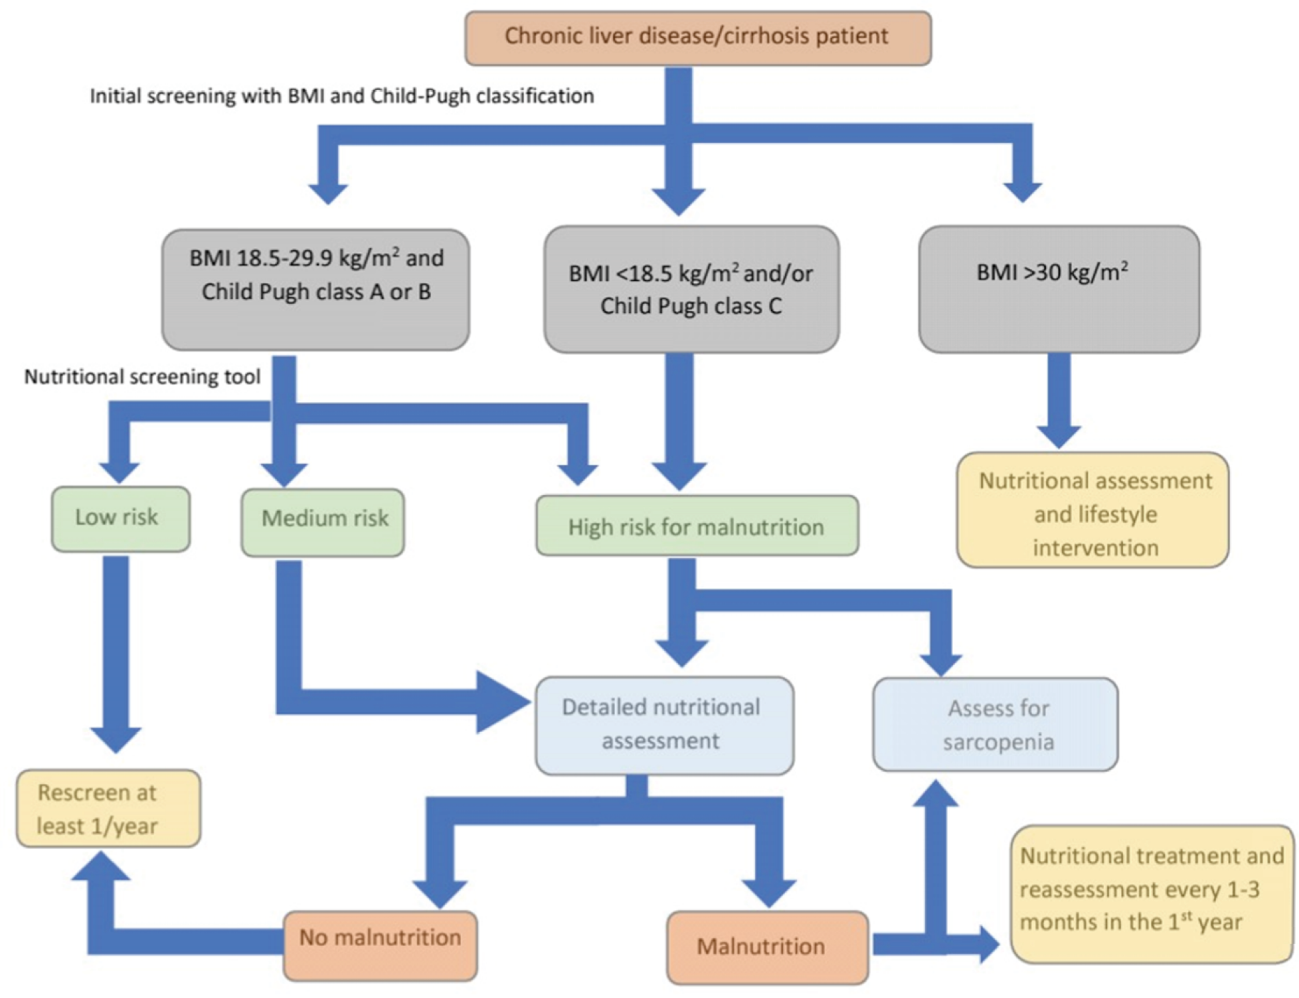 Chronic liver disease/cirrhosis patient
Initial screening with BMI and Child-Pugh classification
BMI 18.5-29.9 kg/m² and
Child Pugh class A or B
BMI <18.5 kg/m² and/or
Child Pugh class C
BMI >30 kg/m²
Nutritional screening tool
Low risk
Medium risk
High risk for malnutrition
Nutritional assessment
and lifestyle
intervention
Detailed nutritional
assessment
Assess for
sarcopenia
Rescreen at
least 1/year
Nutritional treatment and
reassessment every 1-3
months in the 1st year
No malnutrition
Malnutrition